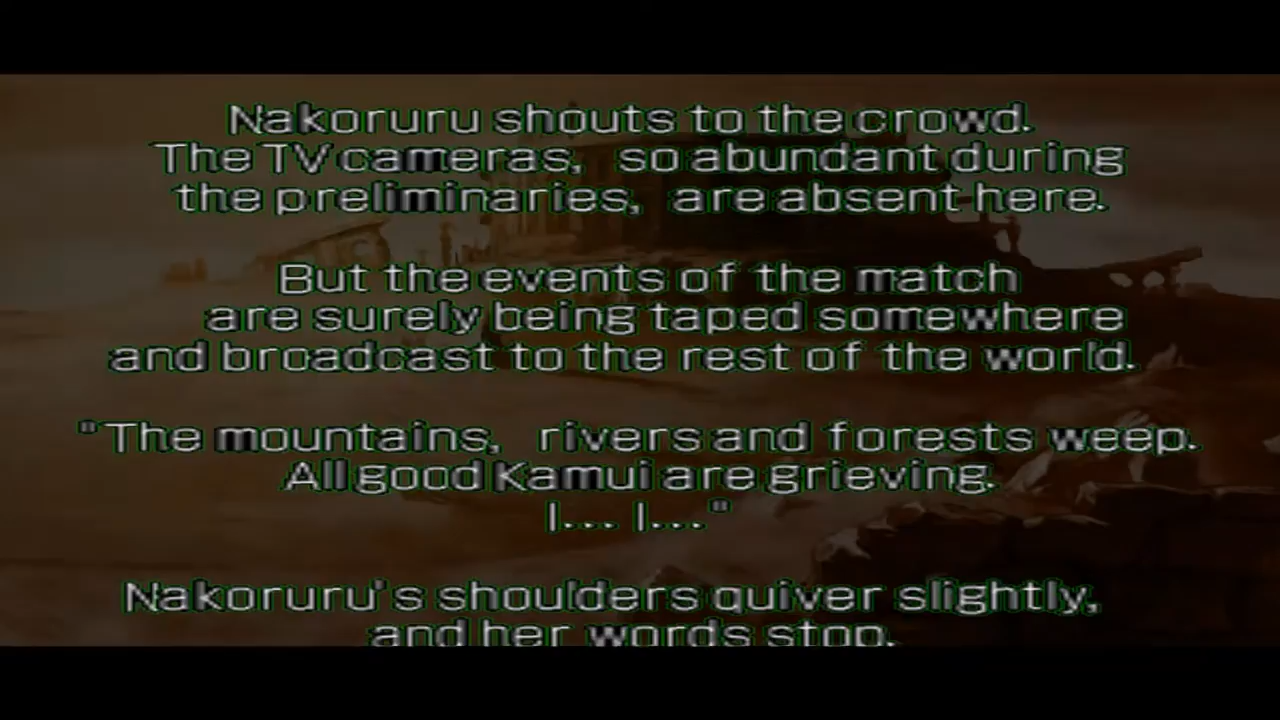 Nakoruru shouts to the crowd.
The TV cameras, so abundant during
the preliminaries, are absent here.
But the events of the match
are surely being taped somewhere
and broadcast to the rest of the world.
"The mountains, rivers and forests weep.
All good Kamui are grieving.
I... I..."
Nakoruru's shoulders quiver slightly,
and her words stop.